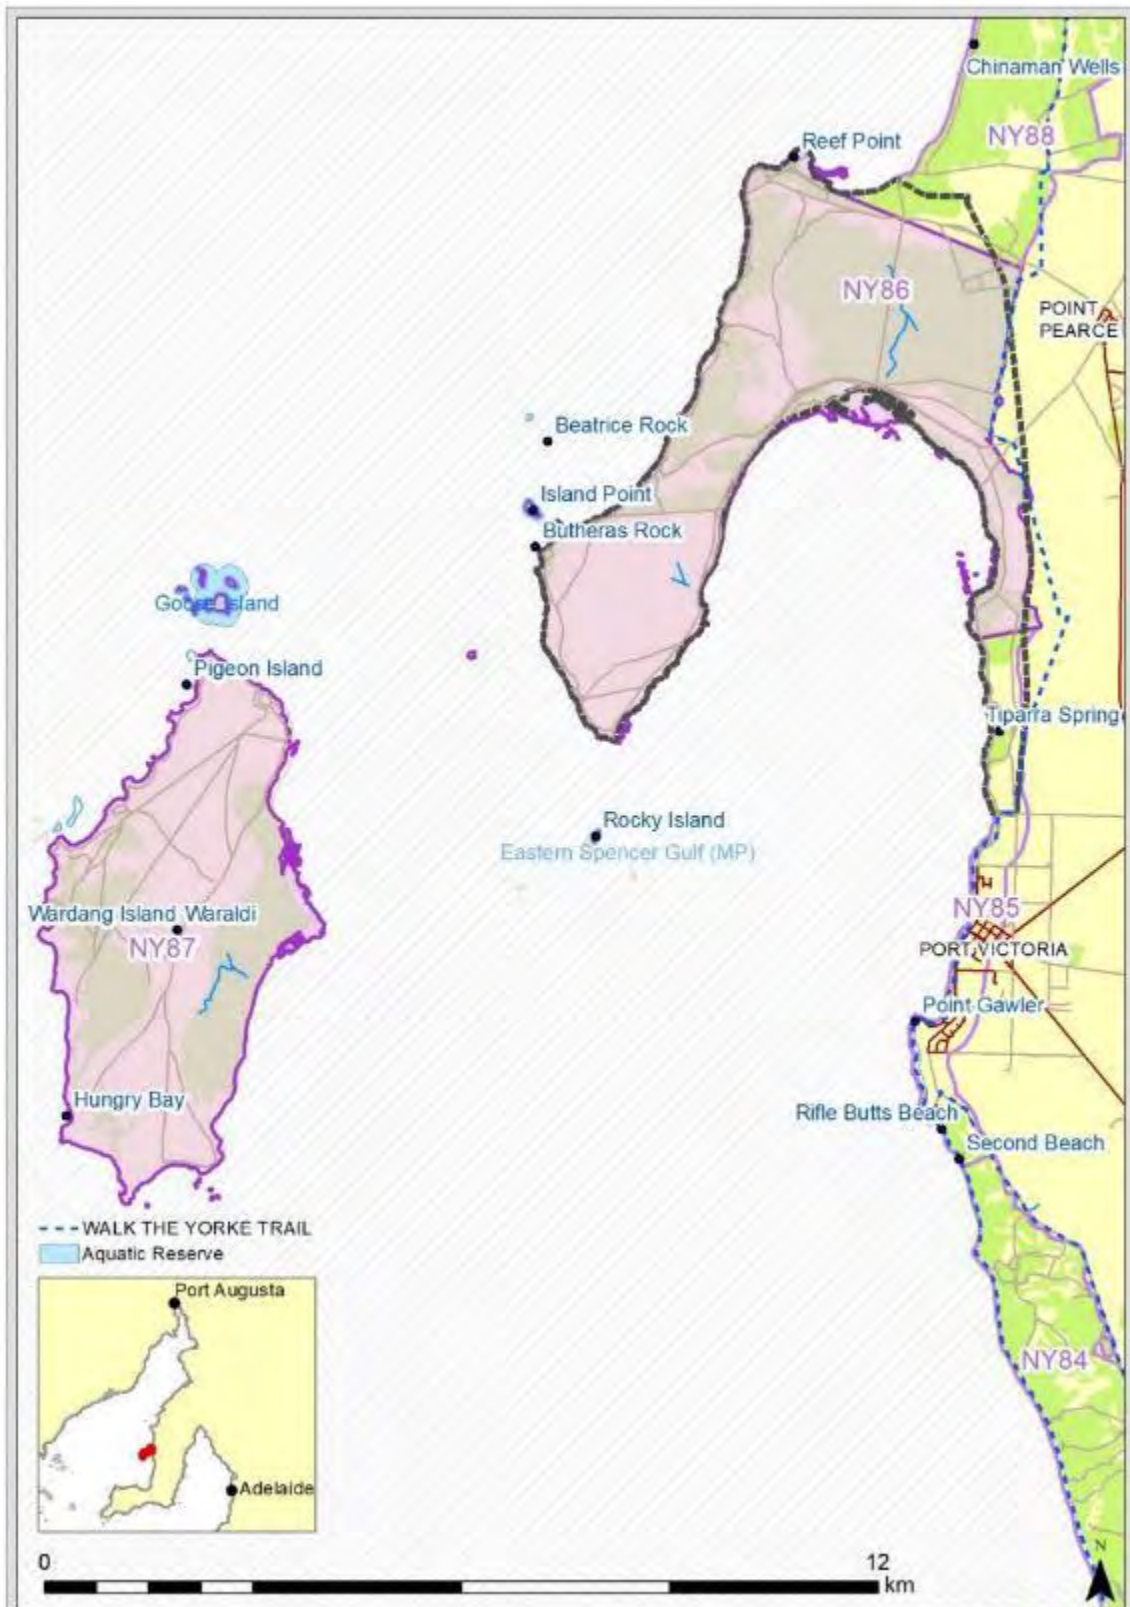 Chinaman Wells
NY88
Reef Point
NY86
POINT
PEARCE
Beatrice Rock
Island Point
Butheras Rock
Goose Island
Pigeon Island
Tiparra Spring
Rocky Island
Eastern Spencer Gulf (MP)
Wardang Island Waraldi
NY87
NY85
PORT VICTORIA
Point Gawler
Hungry Bay
Rifle Butts Beach
Second Beach
WALK THE YORKE TRAIL
Aquatic Reserve
Port Augusta
NY84
Adelaide
N
0
12
km